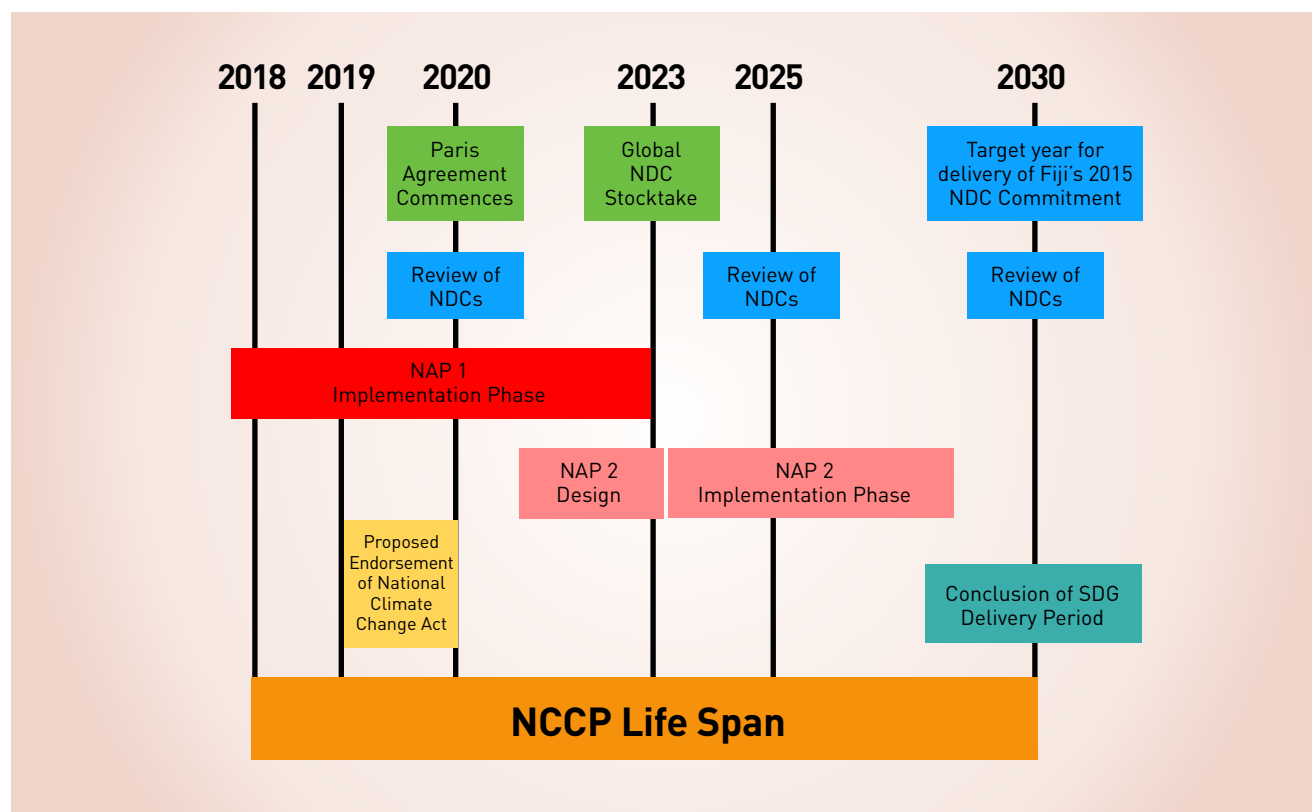 2018 2019 2020 2023 2025 2030
Paris
Agreement
Commences
Global
NDC
Stocktake
Target year for
delivery of Fiji's 2015
NDC Commitment
Review of
NDCs
Review of
NDCs
Review of
NDCs
NAP 1
Implementation Phase
NAP 2
Design
NAP 2
Implementation Phase
Proposed
Endorsement
of National
Climate
Change Act
Conclusion of SDG
Delivery Period
NCCP Life Span